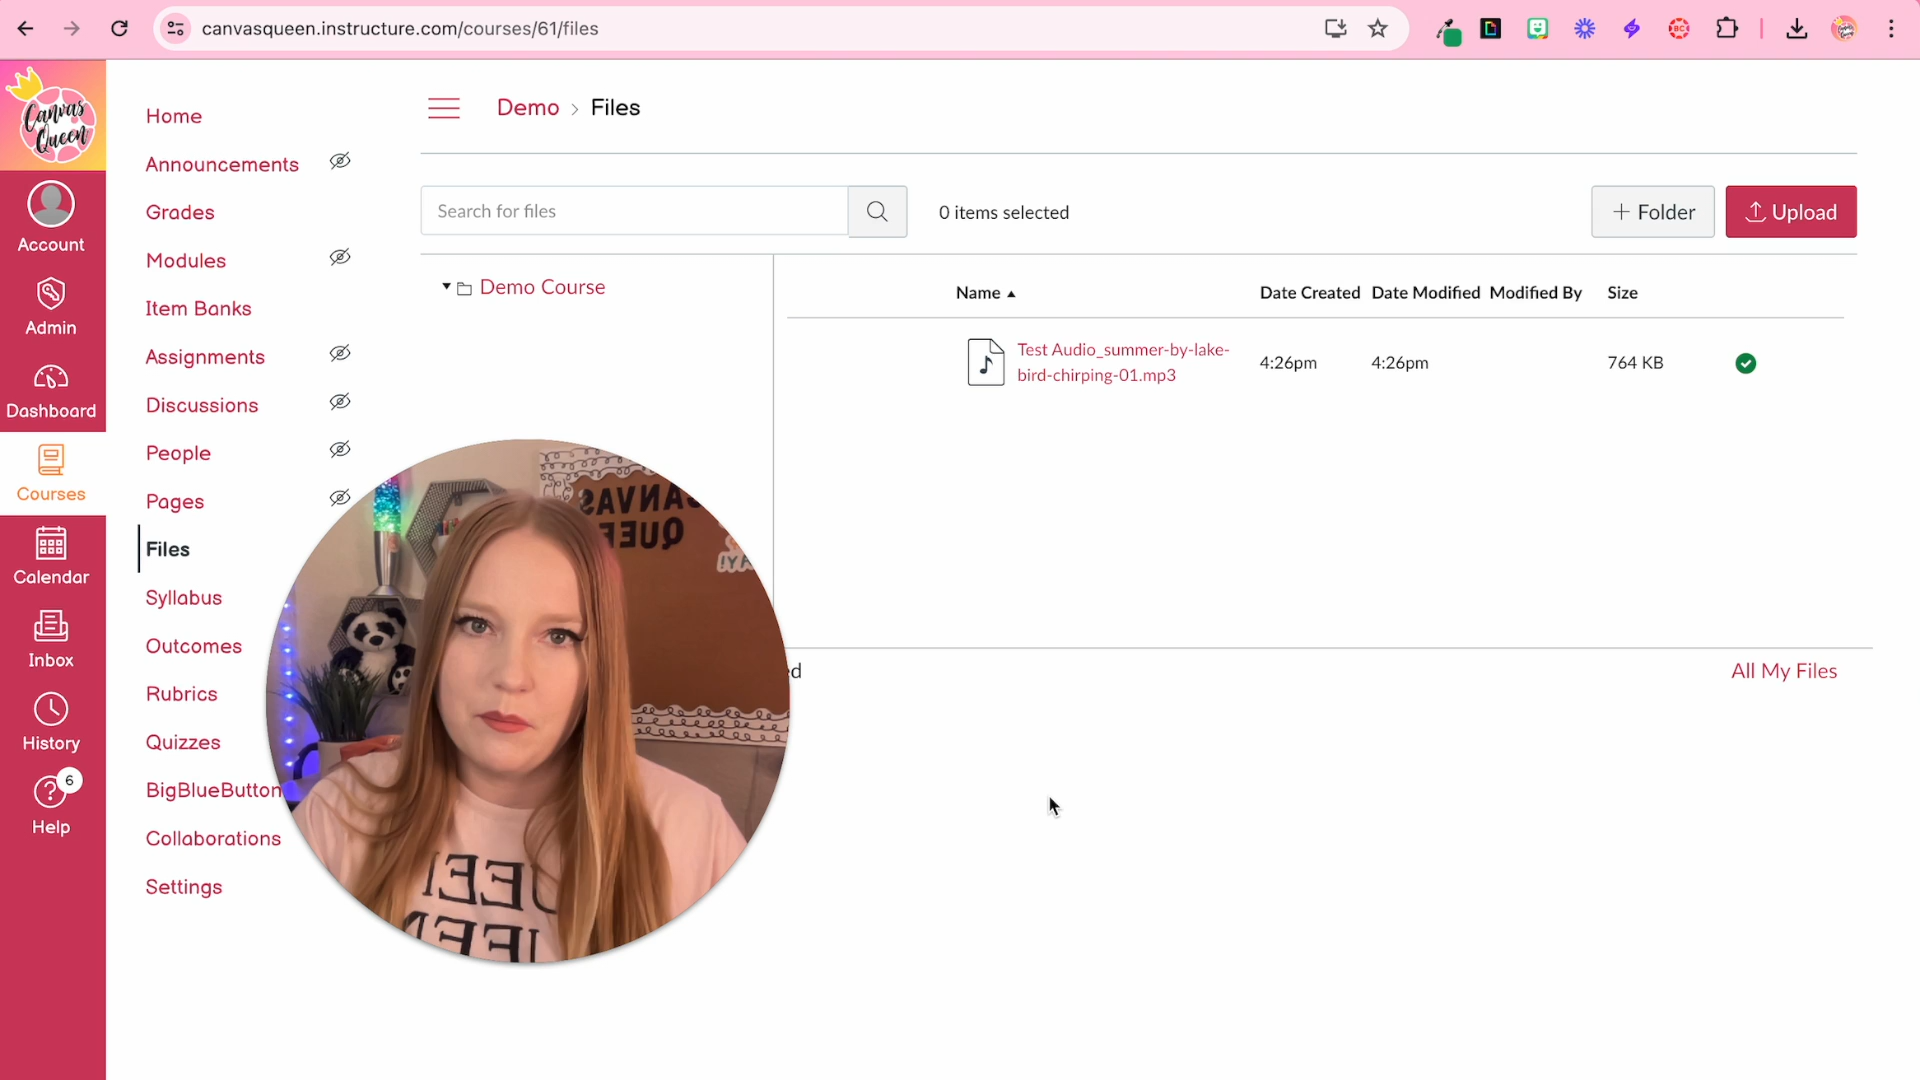 canvasqueen.instructure.com/courses/61/files
Canvas
Queen
Account
Admin
Dashboard
Courses
Calendar
Inbox
History
6
Help
Home
Announcements
Grades
Modules
Item Banks
Assignments
Discussions
People
Pages
Files
Syllabus
Outcomes
Rubrics
Quizzes
BigBlueButton
Collaborations
Settings
Demo > Files
Search for files
0 items selected
+ Folder
Upload
Demo Course
Name Date Created Date Modified Modified By Size
Test Audio_summer-by-lake-
bird-chirping-01.mp3
4:26pm 4:26pm 764 KB
All My Files
CANVAS
QUEE